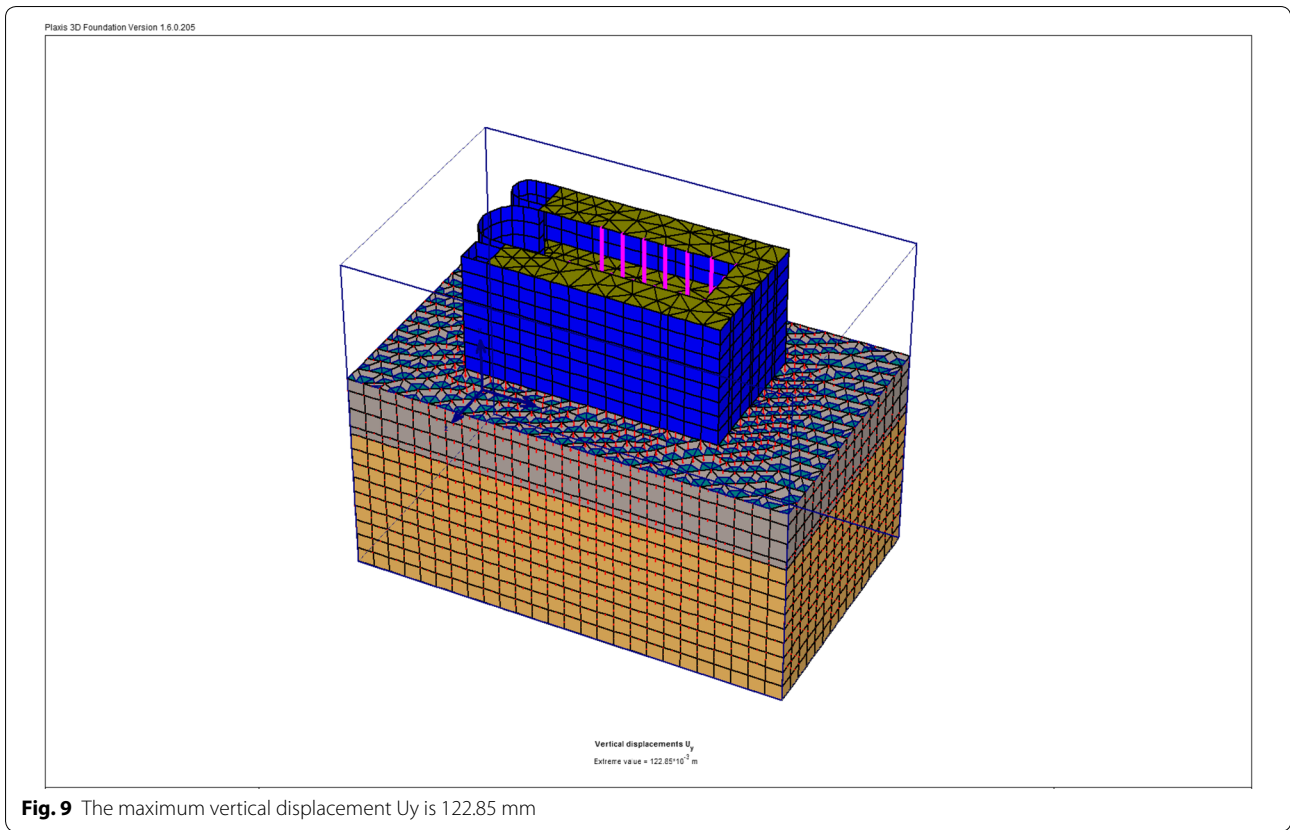 Plaxis 3D Foundation Version 1.6.0.205
Vertical displacements Uy
Extreme value = 122.85*10-2 m
Fig. 9 The maximum vertical displacement Uy is 122.85 mm